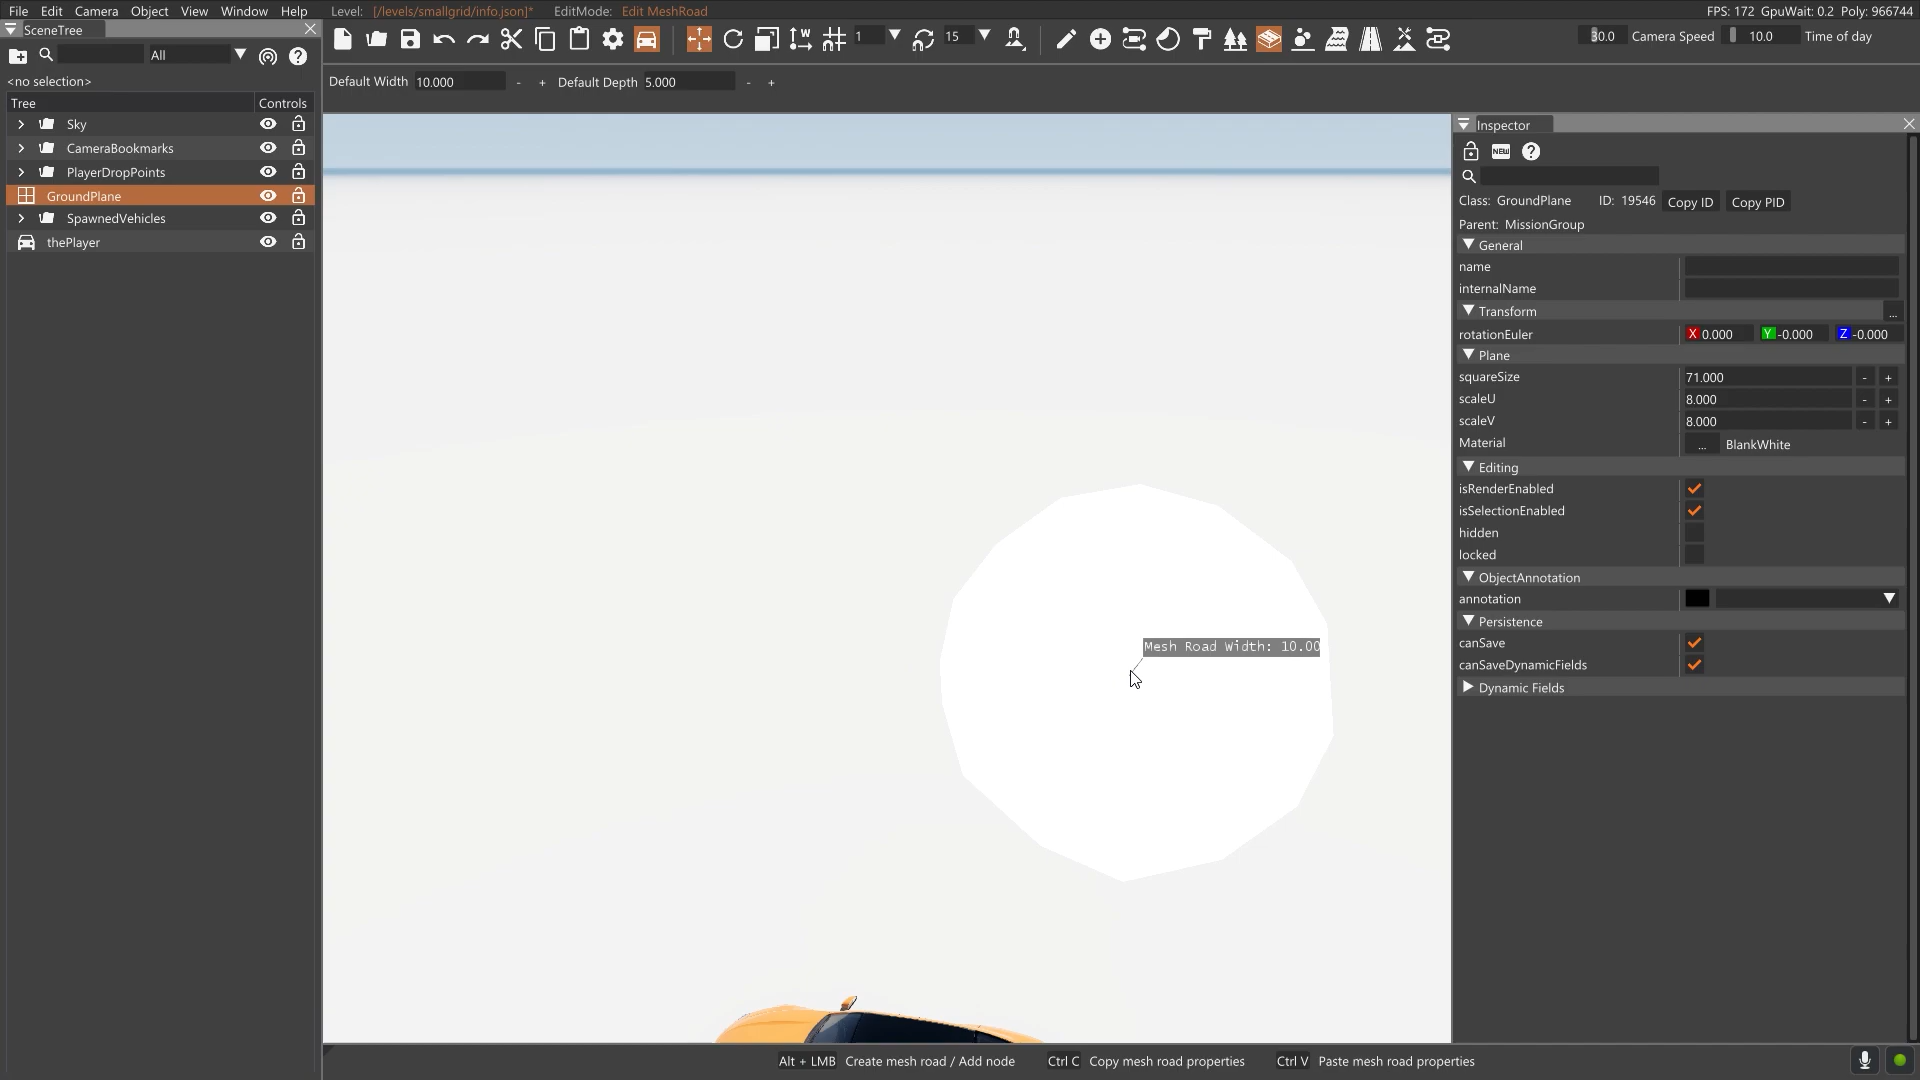 File Edit Camera Object View Window Help Level: [/levels/smallgrid/info.json]* EditMode: Edit MeshRoad FPS: 172 GpuWait: 0.2 Poly: 966744
SceneTree
1 15 30.0 Camera Speed 10.0 Time of day
All
<no selection> Default Width 10.000 - + Default Depth 5.000 - +
Tree Controls
Sky
CameraBookmarks
PlayerDropPoints
GroundPlane
SpawnedVehicles
thePlayer
Mesh Road Width: 10.00
Inspector
NEW
Class: GroundPlane ID: 19546 Copy ID Copy PID
Parent: MissionGroup
General
name
internalName
Transform ...
rotationEuler X 0.000 Y -0.000 Z -0.000
Plane
squareSize 71.000 - +
scaleU 8.000 - +
scaleV 8.000 - +
Material ... BlankWhite
Editing
isRenderEnabled
isSelectionEnabled
hidden
locked
ObjectAnnotation
annotation
Persistence
canSave
canSaveDynamicFields
Dynamic Fields
Alt + LMB Create mesh road / Add node Ctrl C Copy mesh road properties Ctrl V Paste mesh road properties